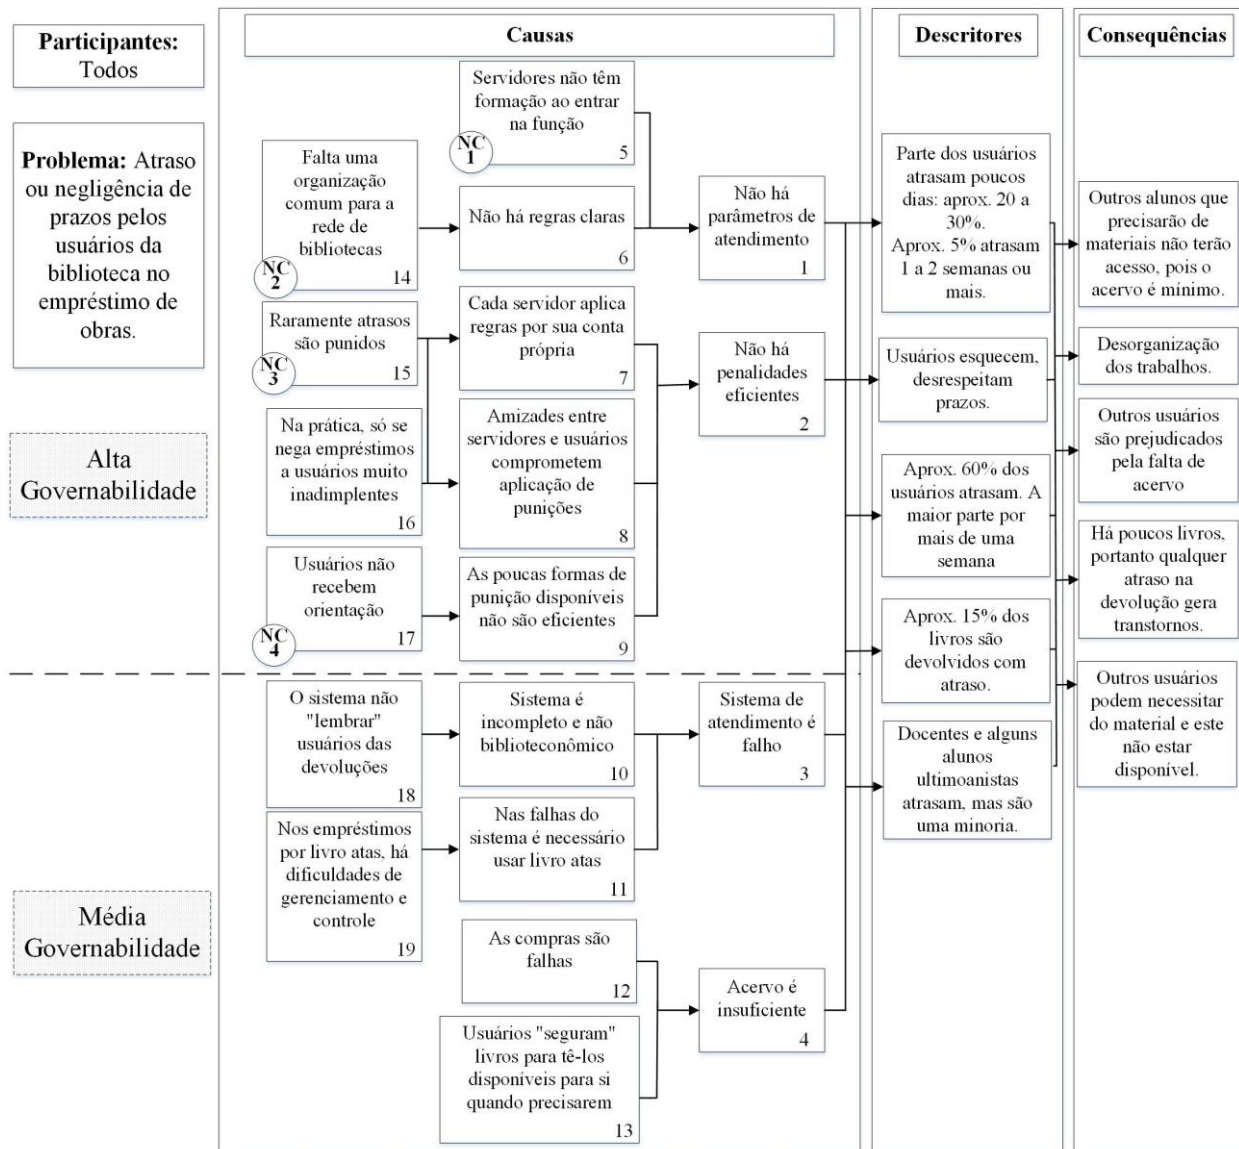 Participantes:
Todos
Problema: Atraso
ou negligência de
prazos pelos
usuários da
biblioteca no
empréstimo de
obras.
Alta
Governabilidade
Média
Governabilidade
Causas
Servidores não têm
formação ao entrar
na função
NC
1
5
Falta uma
organização
comum para a
rede de
bibliotecas
NC
2
14
Não há regras claras
6
Não há
parâmetros de
atendimento
1
Raramente atrasos
são punidos
NC
3
15
Cada servidor aplica
regras por sua conta
própria
7
Não há
penalidades
eficientes
2
Na prática, só se
nega empréstimos
a usuários muito
inadimplentes
16
Amizades entre
servidores e usuários
comprometem
aplicação de
punições
8
Usuários não
recebem
orientação
NC
4
17
As poucas formas de
punição disponíveis
não são eficientes
9
O sistema não
"lembrar"
usuários das
devoluções
18
Sistema é
incompleto e não
biblioteconômico
10
Sistema de
atendimento é
falho
3
Nos empréstimos
por livro atas, há
dificuldades de
gerenciamento e
controle
19
Nas falhas do
sistema é necessário
usar livro atas
11
As compras são
falhas
12
Acervo é
insuficiente
4
Usuários "seguram"
livros para tê-los
disponíveis para si
quando precisarem
13
Descritores
Parte dos usuários
atrasam poucos
dias: aprox. 20 a
30%.
Aprox. 5% atrasam
1 a 2 semanas ou
mais.
Usuários esquecem,
desrespeitam
prazos.
Aprox. 60% dos
usuários atrasam. A
maior parte por
mais de uma
semana
Aprox. 15% dos
livros são
devolvidos com
atraso.
Docentes e alguns
alunos
ultimoanistas
atrasam, mas são
uma minoria.
Consequências
Outros alunos que
precisarão de
materiais não terão
acesso, pois o
acervo é mínimo.
Desorganização
dos trabalhos.
Outros usuários
são prejudicados
pela falta de
acervo
Há poucos livros,
portanto qualquer
atraso na
devolução gera
transtornos.
Outros usuários
podem necessitar
do material e este
não estar
disponível.